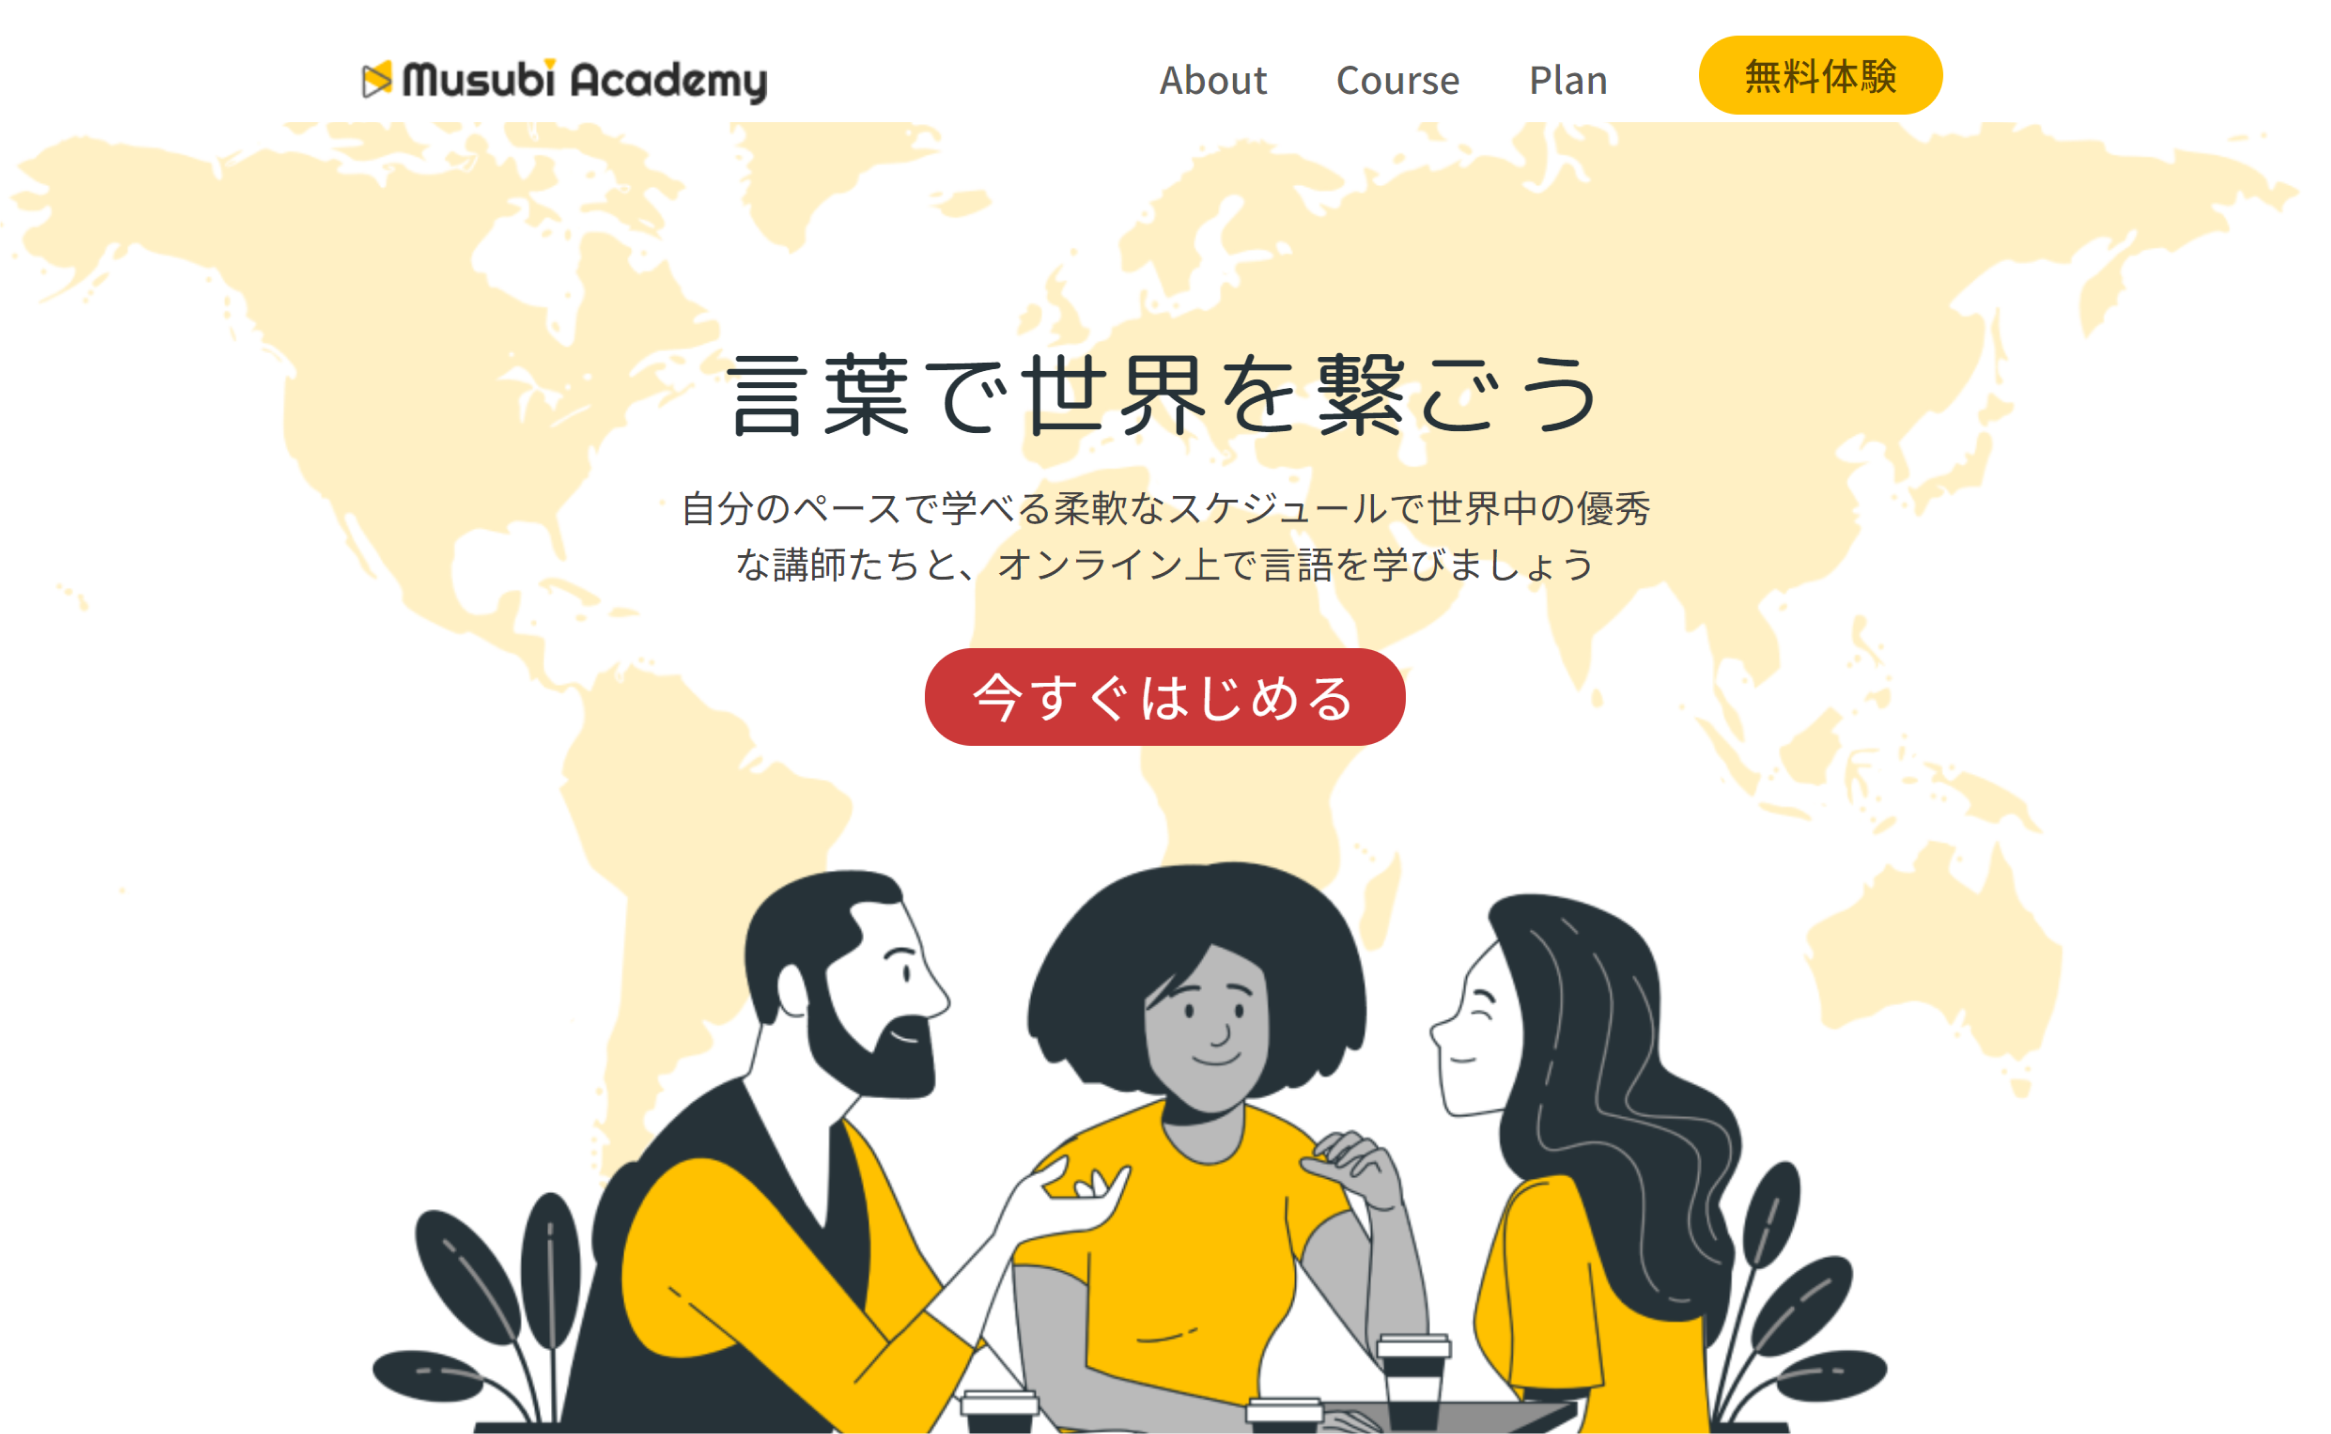 Musubi Academy
About
Course
Plan
無料体験
言葉で世界を繋ごう
自分のペースで学べる柔軟なスケジュールで世界中の優秀
な講師たちと、オンライン上で言語を学びましょう
今すぐはじめる